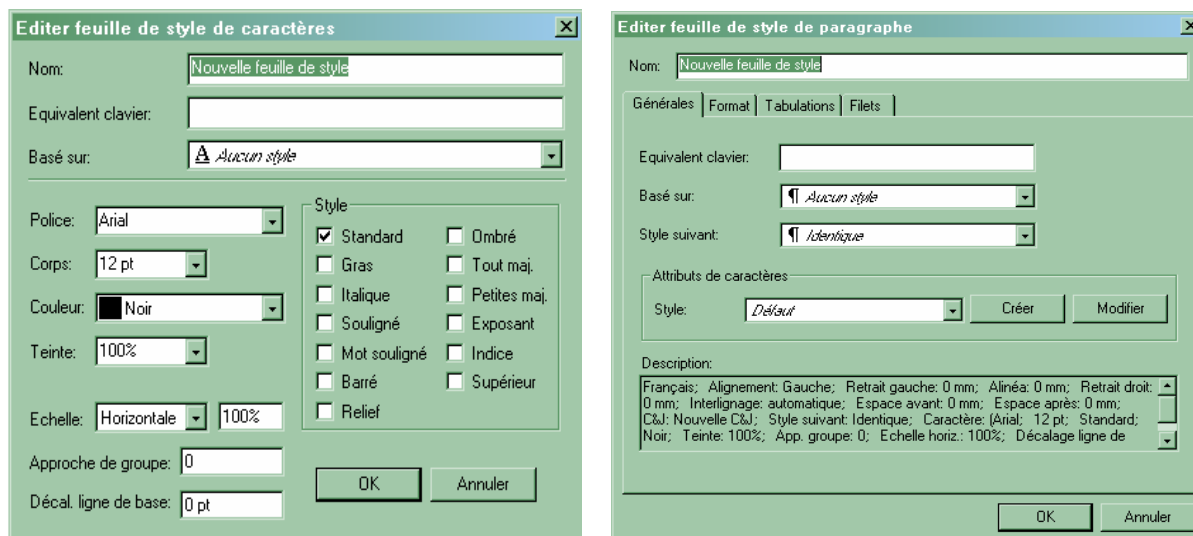 Editer feuille de style de caractères
Nom: Nouvelle feuille de style
Equivalent clavier:
Basé sur: A Aucun style
Police: Arial
Corps: 12 pt
Couleur: Noir
Teinte: 100%
Echelle: Horizontale 100%
Approche de groupe: 0
Décal. ligne de base: 0 pt
Style
Standard Ombré
Gras Tout maj.
Italique Petites maj.
Souligné Exposant
Mot souligné Indice
Barré Supérieur
Relief
OK Annuler
Editer feuille de style de paragraphe
Nom: Nouvelle feuille de style
Générales Format Tabulations Filets
Equivalent clavier:
Basé sur: ¶ Aucun style
Style suivant: ¶ Identique
Attributs de caractères
Style: Défaut Créer Modifier
Description:
Français; Alignement: Gauche; Retrait gauche: 0 mm; Alinéa: 0 mm; Retrait droit:
0 mm; Interlignage: automatique; Espace avant: 0 mm; Espace après: 0 mm;
C&J: Nouvelle C&J; Style suivant: Identique; Caractère: (Arial; 12 pt; Standard;
Noir; Teinte: 100%; App. groupe: 0; Echelle horiz.: 100%; Décalage ligne de
OK Annuler